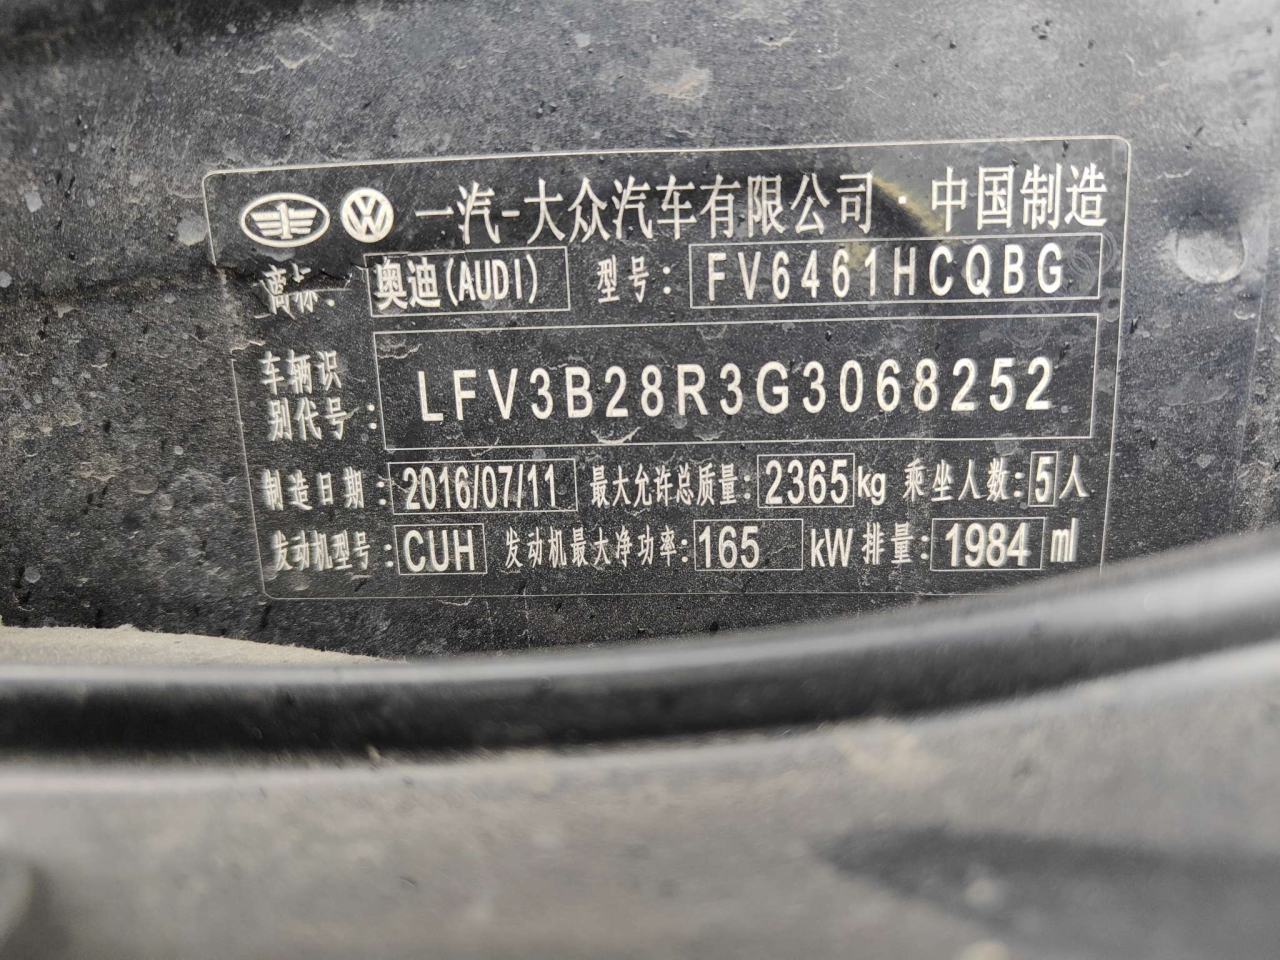 一汽-大众汽车有限公司·中国制造
商标: 奥迪(AUDI) 型号: FV6461HCQBG
车辆识别代号: LFV3B28R3G3068252
制造日期: 2016/07/11 最大允许总质量: 2365kg 乘坐人数: 5人
发动机型号: CUH 发动机最大净功率: 165 kW 排量: 1984 ml